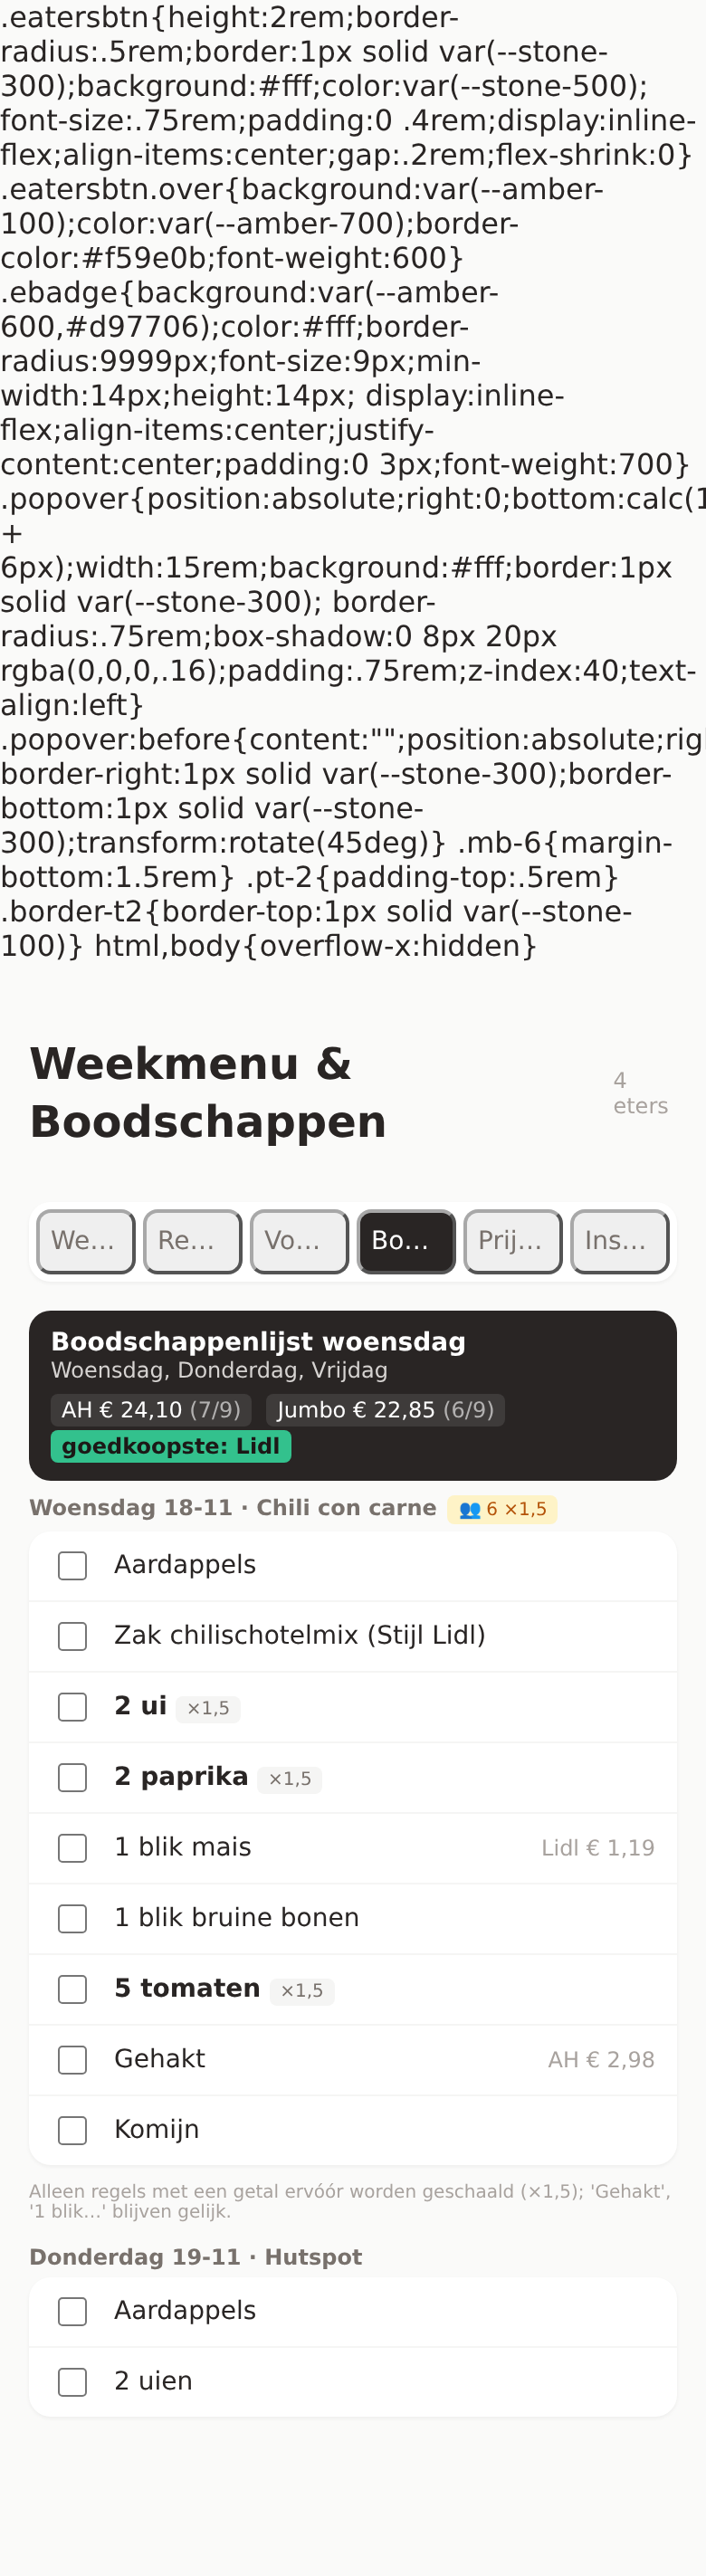 .eatersbtn{height:2rem;border-
radius:.5rem;border:1px solid var(--stone-
300);background:#fff;color:var(--stone-500);
font-size:.75rem;padding:0 .4rem;display:inline-
flex;align-items:center;gap:.2rem;flex-shrink:0}
.eatersbtn.over{background:var(--amber-
100);color:var(--amber-700);border-
color:#f59e0b;font-weight:600}
.ebadge{background:var(--amber-
600,#d97706);color:#fff;border-
radius:9999px;font-size:9px;min-
width:14px;height:14px; display:inline-
flex;align-items:center;justify-
content:center;padding:0 3px;font-weight:700}
.popover{position:absolute;right:0;bottom:calc(1
+
6px);width:15rem;background:#fff;border:1px
solid var(--stone-300); border-
radius:.75rem;box-shadow:0 8px 20px
rgba(0,0,0,.16);padding:.75rem;z-index:40;text-
align:left}
.popover:before{content:"";position:absolute;rig
border-right:1px solid var(--stone-300);border-
bottom:1px solid var(--stone-
300);transform:rotate(45deg)} .mb-6{margin-
bottom:1.5rem} .pt-2{padding-top:.5rem}
.border-t2{border-top:1px solid var(--stone-
100)} html,body{overflow-x:hidden}
Weekmenu &
Boodschappen
4
eters
We… Re… Vo… Bo… Prij… Ins…
Boodschappenlijst woensdag
Woensdag, Donderdag, Vrijdag
AH € 24,10 (7/9) Jumbo € 22,85 (6/9)
goedkoopste: Lidl
Woensdag 18-11 · Chili con carne 👥 6 ×1,5
Aardappels
Zak chilischotelmix (Stijl Lidl)
2 ui ×1,5
2 paprika ×1,5
1 blik mais Lidl € 1,19
1 blik bruine bonen
5 tomaten ×1,5
Gehakt AH € 2,98
Komijn
Alleen regels met een getal ervóór worden geschaald (×1,5); 'Gehakt',
'1 blik…' blijven gelijk.
Donderdag 19-11 · Hutspot
Aardappels
2 uien